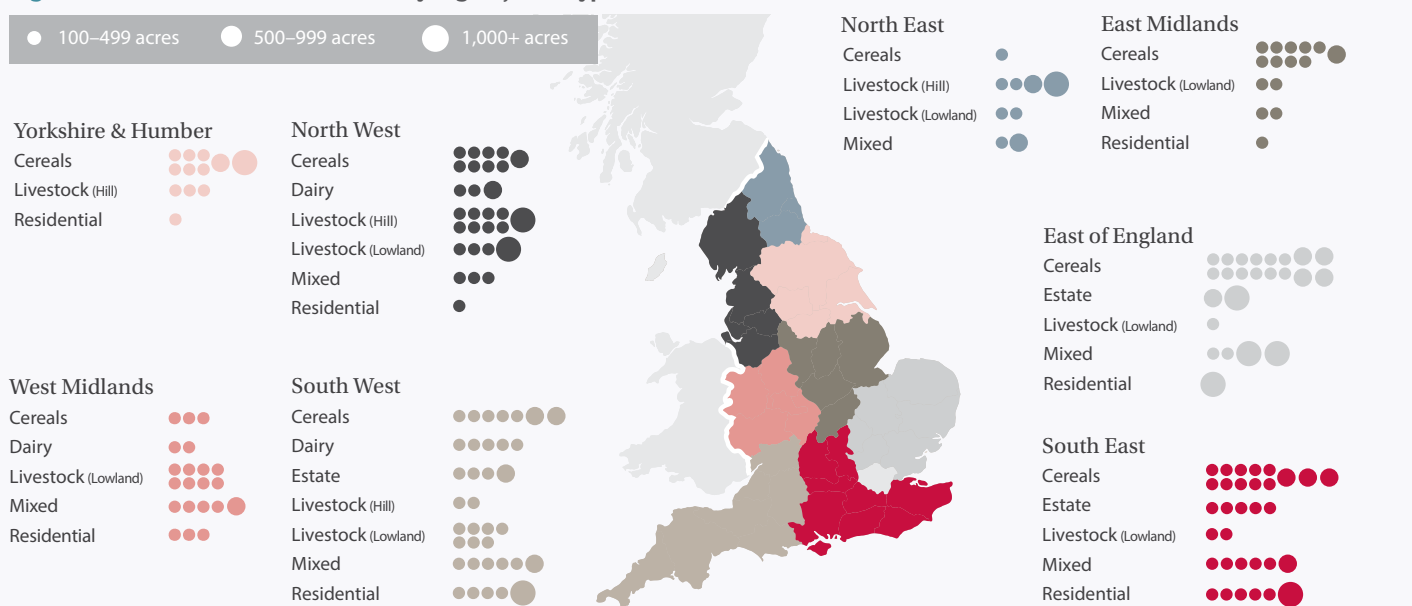 100–499 acres
500–999 acres
1,000+ acres
North East
Cereals
Livestock (Hill)
Livestock (Lowland)
Mixed
East Midlands
Cereals
Livestock (Lowland)
Mixed
Residential
Yorkshire & Humber
Cereals
Livestock (Hill)
Residential
North West
Cereals
Dairy
Livestock (Hill)
Livestock (Lowland)
Mixed
Residential
East of England
Cereals
Estate
Livestock (Lowland)
Mixed
Residential
West Midlands
Cereals
Dairy
Livestock (Lowland)
Mixed
Residential
South West
Cereals
Dairy
Estate
Livestock (Hill)
Livestock (Lowland)
Mixed
Residential
South East
Cereals
Estate
Livestock (Lowland)
Mixed
Residential